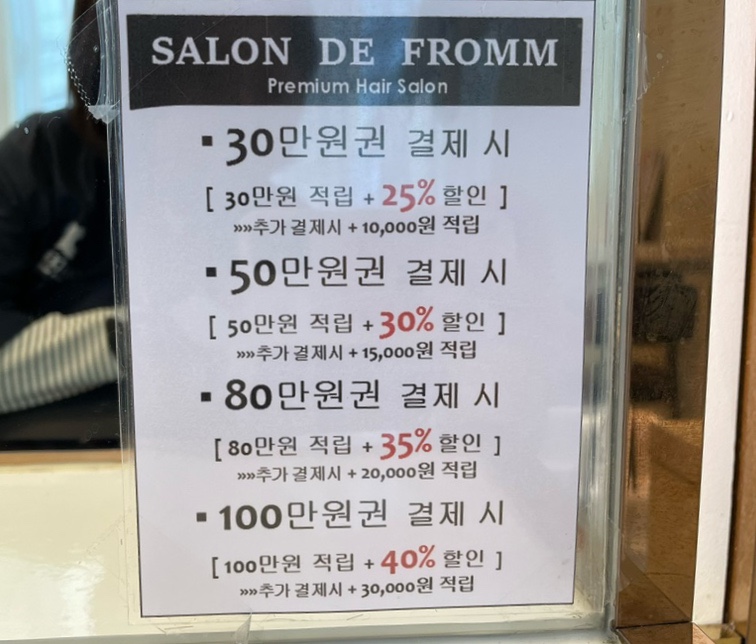 SALON DE FROMM
Premium Hair Salon
▪ 30만원권 결제 시
[ 30만원 적립 + 25% 할인 ]
»»추가 결제시 + 10,000원 적립
▪ 50만원권 결제 시
[ 50만원 적립 + 30% 할인 ]
»»추가 결제시 + 15,000원 적립
▪ 80만원권 결제 시
[ 80만원 적립 + 35% 할인 ]
»»추가 결제시 + 20,000원 적립
▪ 100만원권 결제 시
[ 100만원 적립 + 40% 할인 ]
»»추가 결제시 + 30,000원 적립